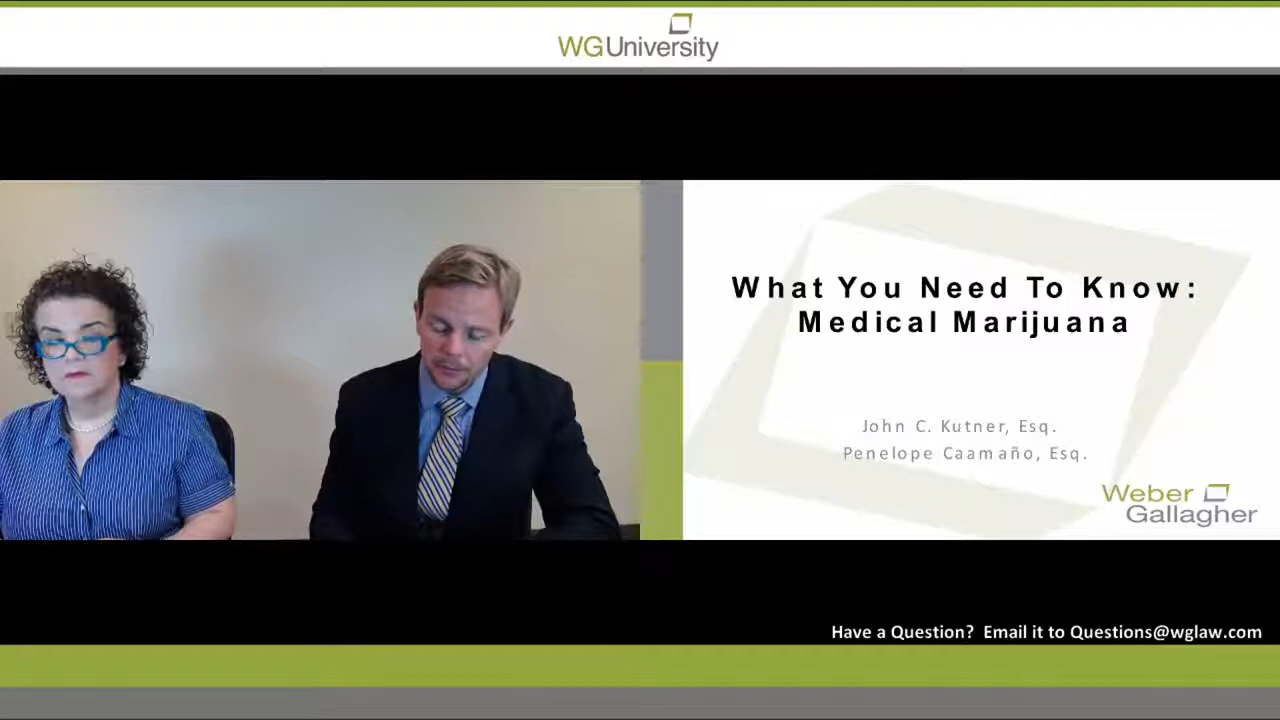 WGUniversity
What You Need To Know:
Medical Marijuana
John C. Kutner, Esq.
Penelope Caamaño, Esq.
Weber
Gallagher
Have a Question?  Email it to Questions@wglaw.com